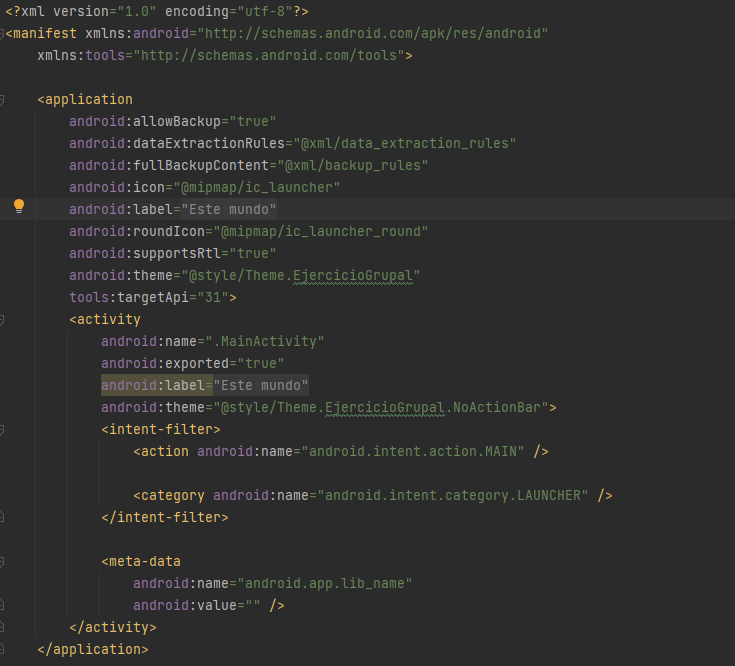 <?xml version="1.0" encoding="utf-8"?>
<manifest xmlns:android="http://schemas.android.com/apk/res/android"
    xmlns:tools="http://schemas.android.com/tools">

    <application
        android:allowBackup="true"
        android:dataExtractionRules="@xml/data_extraction_rules"
        android:fullBackupContent="@xml/backup_rules"
        android:icon="@mipmap/ic_launcher"
        android:label="Este mundo"
        android:roundIcon="@mipmap/ic_launcher_round"
        android:supportsRtl="true"
        android:theme="@style/Theme.EjercicioGrupal"
        tools:targetApi="31">
        <activity
            android:name=".MainActivity"
            android:exported="true"
            android:label="Este mundo"
            android:theme="@style/Theme.EjercicioGrupal.NoActionBar">
            <intent-filter>
                <action android:name="android.intent.action.MAIN" />

                <category android:name="android.intent.category.LAUNCHER" />
            </intent-filter>

            <meta-data
                android:name="android.app.lib_name"
                android:value="" />
        </activity>
    </application>